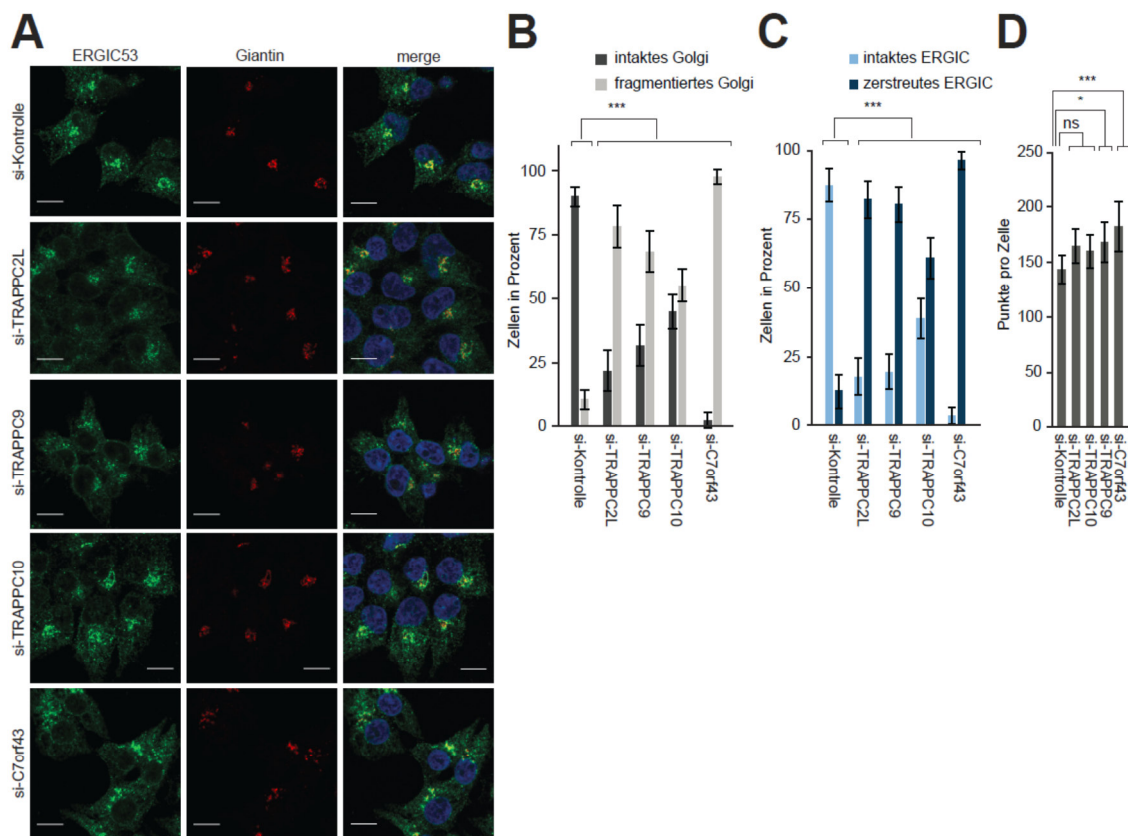 A
ERGIC53
Giantin
merge
si-Kontrolle
si-TRAPPC2L
si-TRAPPC9
si-TRAPPC10
si-C7orf43
B
intaktes Golgi
fragmentiertes Golgi
***
Zellen in Prozent
100
75
50
25
0
si-Kontrolle
si-TRAPPC2L
si-TRAPPC9
si-TRAPPC10
si-C7orf43
C
intaktes ERGIC
zerstreutes ERGIC
***
Zellen in Prozent
100
75
50
25
0
si-Kontrolle
si-TRAPPC2L
si-TRAPPC9
si-TRAPPC10
si-C7orf43
D
***
*
ns
Punkte pro Zelle
250
200
150
100
50
0
si-Kontrolle
si-TRAPPC2L
si-TRAPPC10
si-TRAPPC9
si-C7orf43